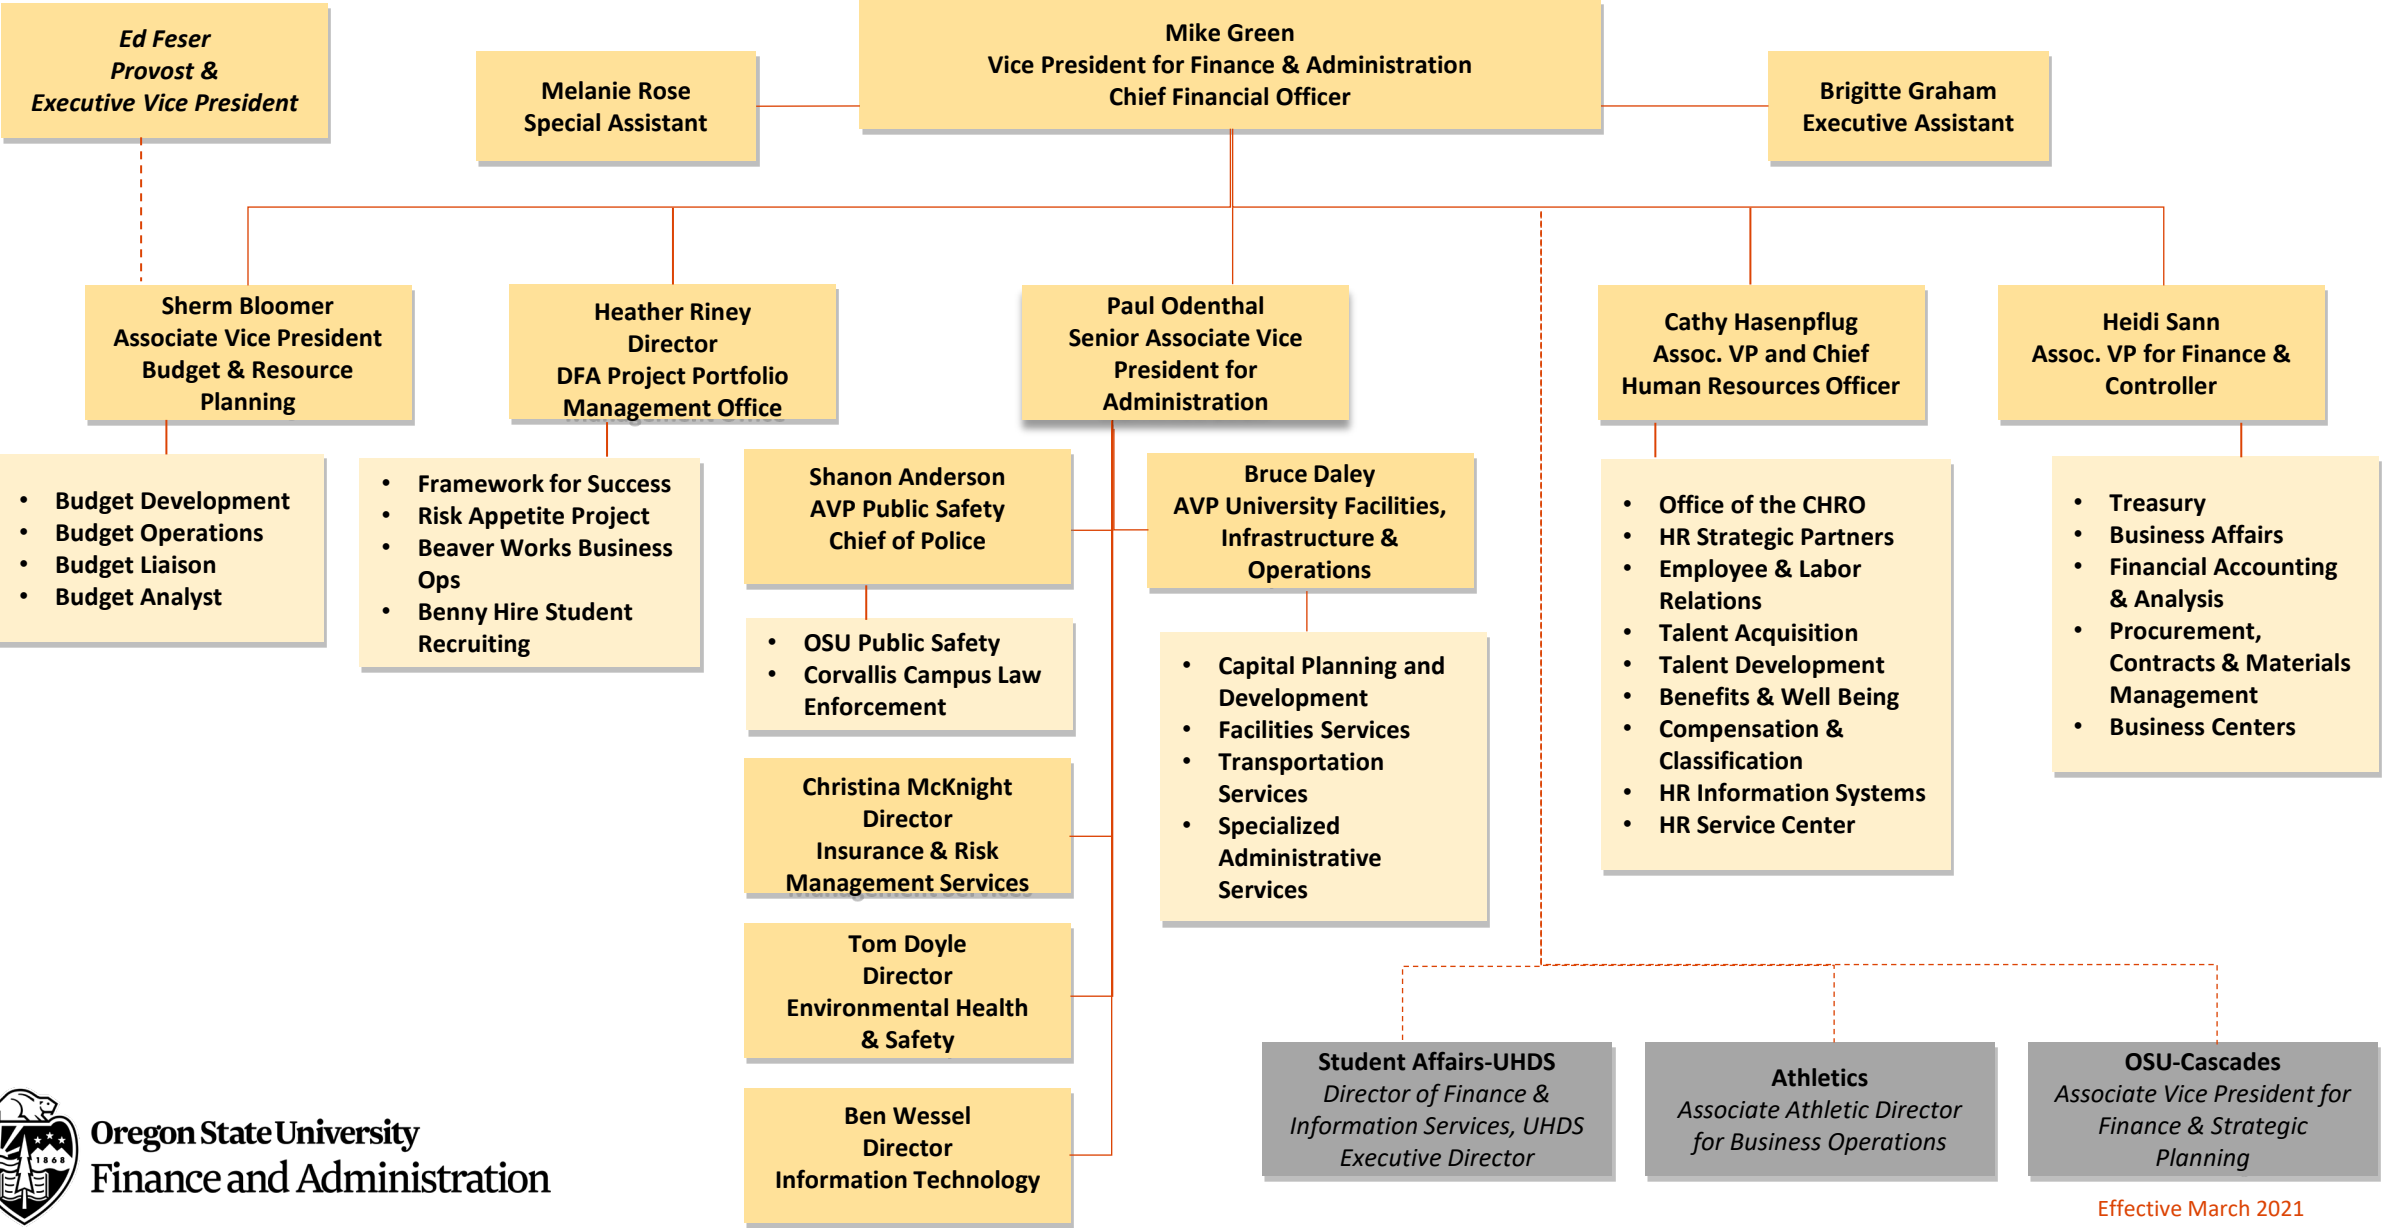 Ed Feser
Provost &
Executive Vice President
Melanie Rose
Special Assistant
Mike Green
Vice President for Finance & Administration
Chief Financial Officer
Brigitte Graham
Executive Assistant
Sherm Bloomer
Associate Vice President
Budget & Resource
Planning
Heather Riney
Director
DFA Project Portfolio
Management Office
Paul Odenthal
Senior Associate Vice
President for
Administration
Cathy Hasenpflug
Assoc. VP and Chief
Human Resources Officer
Heidi Sann
Assoc. VP for Finance &
Controller
• Budget Development
• Budget Operations
• Budget Liaison
• Budget Analyst
• Framework for Success
• Risk Appetite Project
• Beaver Works Business
Ops
• Benny Hire Student
Recruiting
Shanon Anderson
AVP Public Safety
Chief of Police
• OSU Public Safety
• Corvallis Campus Law
Enforcement
Christina McKnight
Director
Insurance & Risk
Management Services
Tom Doyle
Director
Environmental Health
& Safety
Ben Wessel
Director
Information Technology
Bruce Daley
AVP University Facilities,
Infrastructure &
Operations
• Capital Planning and
Development
• Facilities Services
• Transportation
Services
• Specialized
Administrative
Services
• Office of the CHRO
• HR Strategic Partners
• Employee & Labor
Relations
• Talent Acquisition
• Talent Development
• Benefits & Well Being
• Compensation &
Classification
• HR Information Systems
• HR Service Center
• Treasury
• Business Affairs
• Financial Accounting
& Analysis
• Procurement,
Contracts & Materials
Management
• Business Centers
Student Affairs-UHDS
Director of Finance &
Information Services, UHDS
Executive Director
Athletics
Associate Athletic Director
for Business Operations
OSU-Cascades
Associate Vice President for
Finance & Strategic
Planning
1868
Oregon State University
Finance and Administration
Effective March 2021